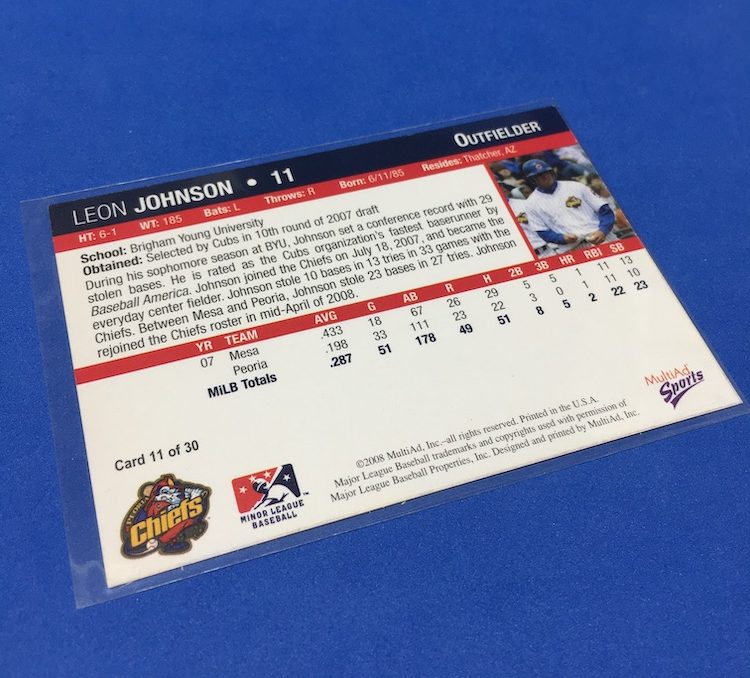 LEON JOHNSON • 11 OUTFIELDER
HT: 6-1 WT: 185 Bats: L Throws: R Born: 6/11/85 Resides: Thatcher, AZ
School: Brigham Young University
Obtained: Selected by Cubs in 10th round of 2007 draft
During his sophomore season at BYU, Johnson set a conference record with 29
stolen bases. He is rated as the Cubs organization's fastest baserunner by
Baseball America. Johnson joined the Chiefs on July 18, 2007, and became the
everyday center fielder. Johnson stole 10 bases in 13 tries in 33 games with the
Chiefs. Between Mesa and Peoria, Johnson stole 23 bases in 27 tries. Johnson
rejoined the Chiefs roster in mid-April of 2008.
YR TEAM AVG G AB R H 2B 3B HR RBI SB
07 Mesa .433 18 67 26 29 5 5 1 11 13
Peoria .198 33 111 23 22 3 0 1 11 10
MiLB Totals .287 51 178 49 51 8 5 2 22 23
MultiAd
Sports
Card 11 of 30
©2008 MultiAd, Inc.–all rights reserved. Printed in the U.S.A.
Major League Baseball trademarks and copyrights used with permission of
Major League Baseball Properties, Inc. Designed and printed by MultiAd, Inc.
PEORIA
Chiefs
MINOR LEAGUE
BASEBALL
TM